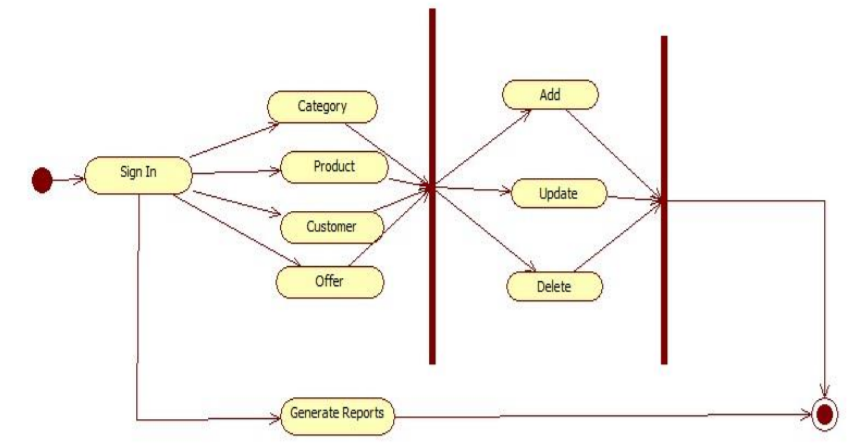 Category
Add
Sign In
Product
Update
Customer
Offer
Delete
Generate Reports